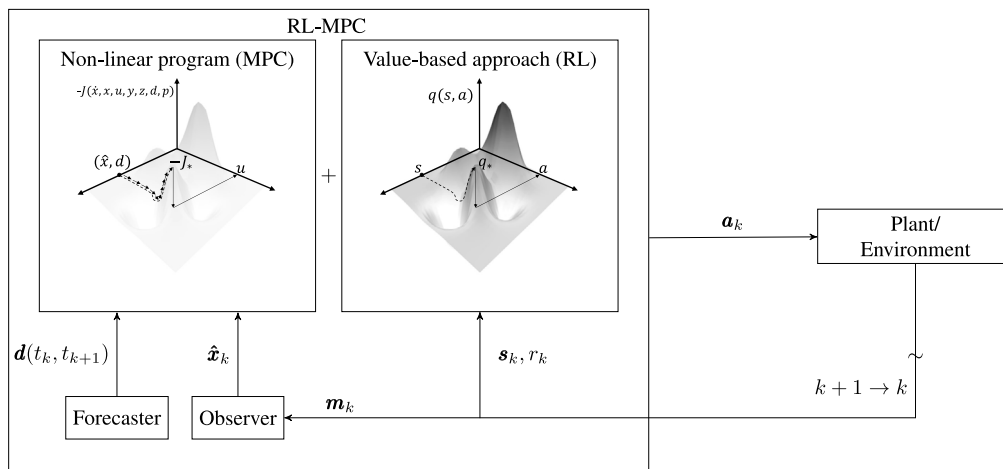 RL-MPC
Non-linear program (MPC)
-J(ẋ, x, u, y, z, d, p)
(x̂, d)
−J*
u
+
Value-based approach (RL)
q(s, a)
s
q*
a
a_k
Plant/
Environment
d(t_k, t_{k+1})
x̂_k
s_k, r_k
k + 1 → k
Forecaster
Observer
m_k